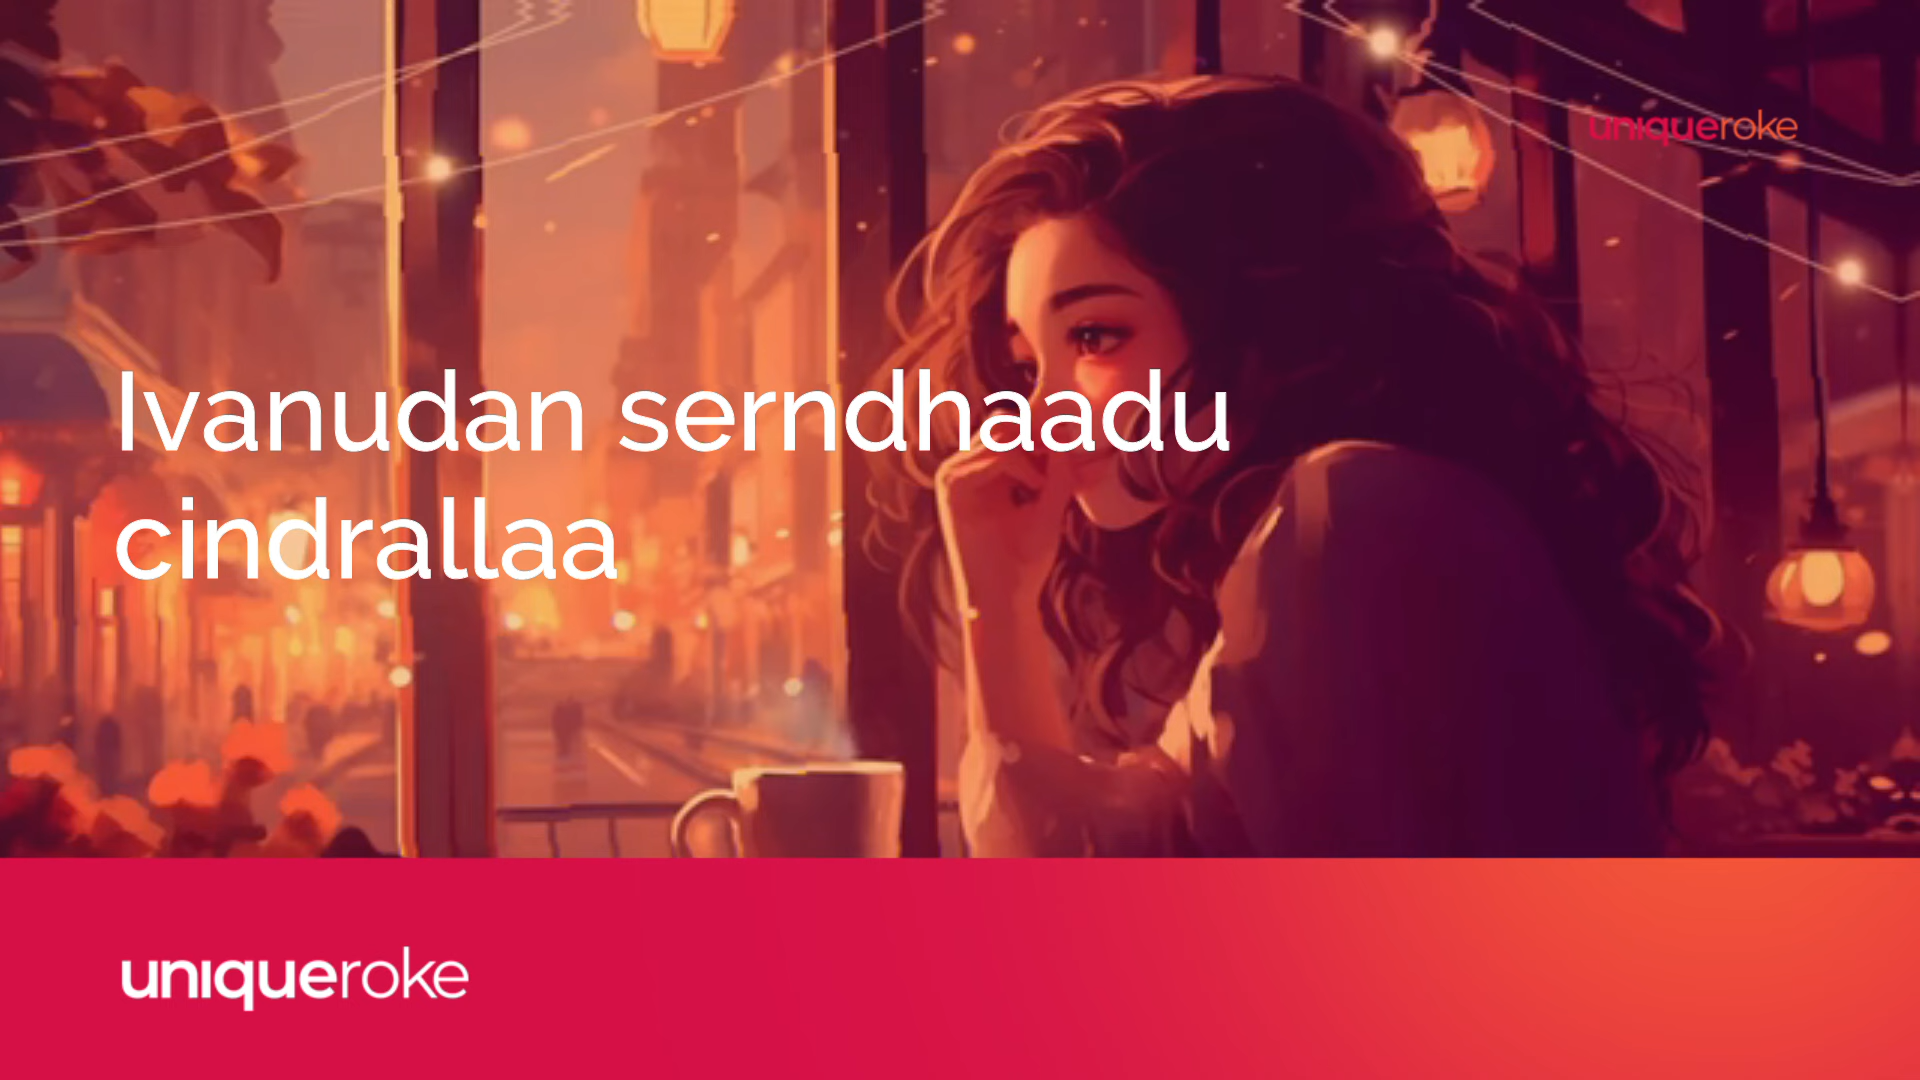 uniqueroke
Ivanudan serndhaadu
cindrallaa
uniqueroke